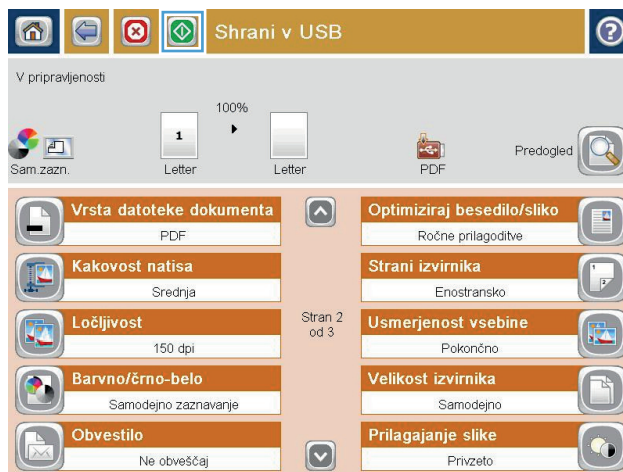 Shrani v USB
?
V pripravljenosti
100%
1
Sam.zazn.
Letter
Letter
PDF
Predogled
Vrsta datoteke dokumenta
PDF
Kakovost natisa
Srednja
Ločljivost
150 dpi
Barvno/črno-belo
Samodejno zaznavanje
Obvestilo
Ne obveščaj
Stran 2
od 3
Optimiziraj besedilo/sliko
Ročne prilagoditve
Strani izvirnika
1
2
Enostransko
Usmerjenost vsebine
Pokončno
Velikost izvirnika
Samodejno
Prilagajanje slike
Privzeto